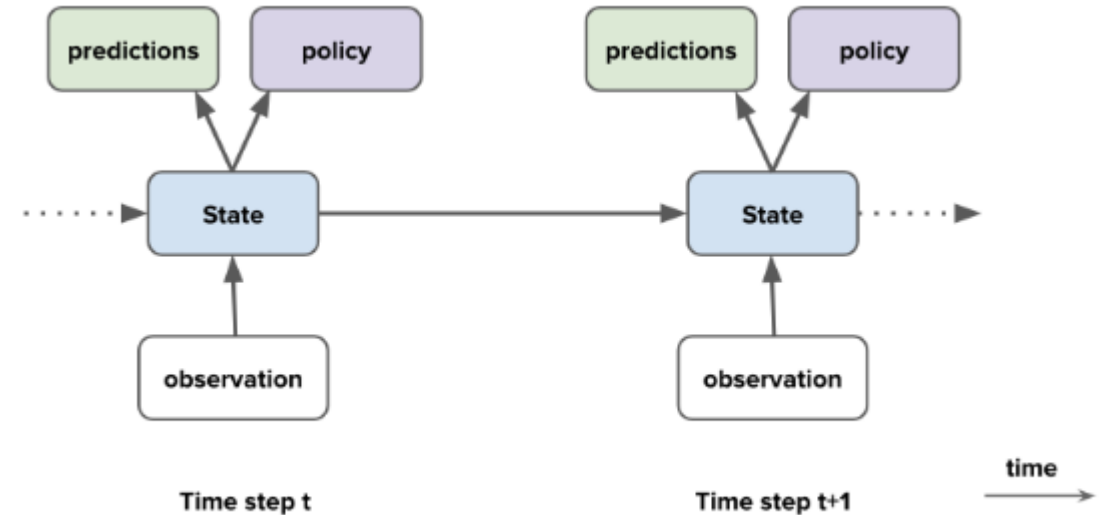 predictions
policy
predictions
policy
State
State
observation
observation
time
Time step t
Time step t+1